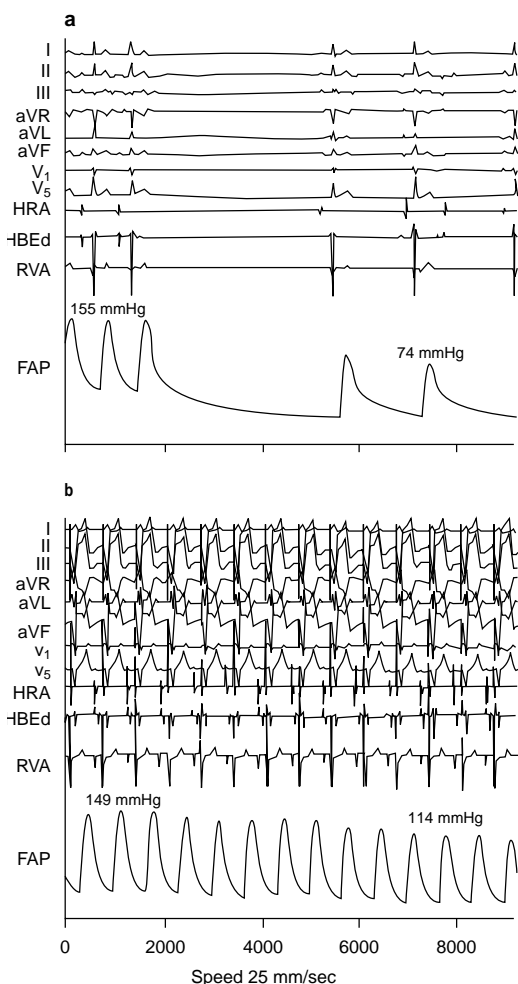 a
I
II
III
aVR
aVL
aVF
V1
V5
HRA
HBEd
RVA
155 mmHg
74 mmHg
FAP
b
I
II
III
aVR
aVL
aVF
v1
v5
HRA
HBEd
RVA
149 mmHg
114 mmHg
FAP
0 2000 4000 6000 8000
Speed 25 mm/sec